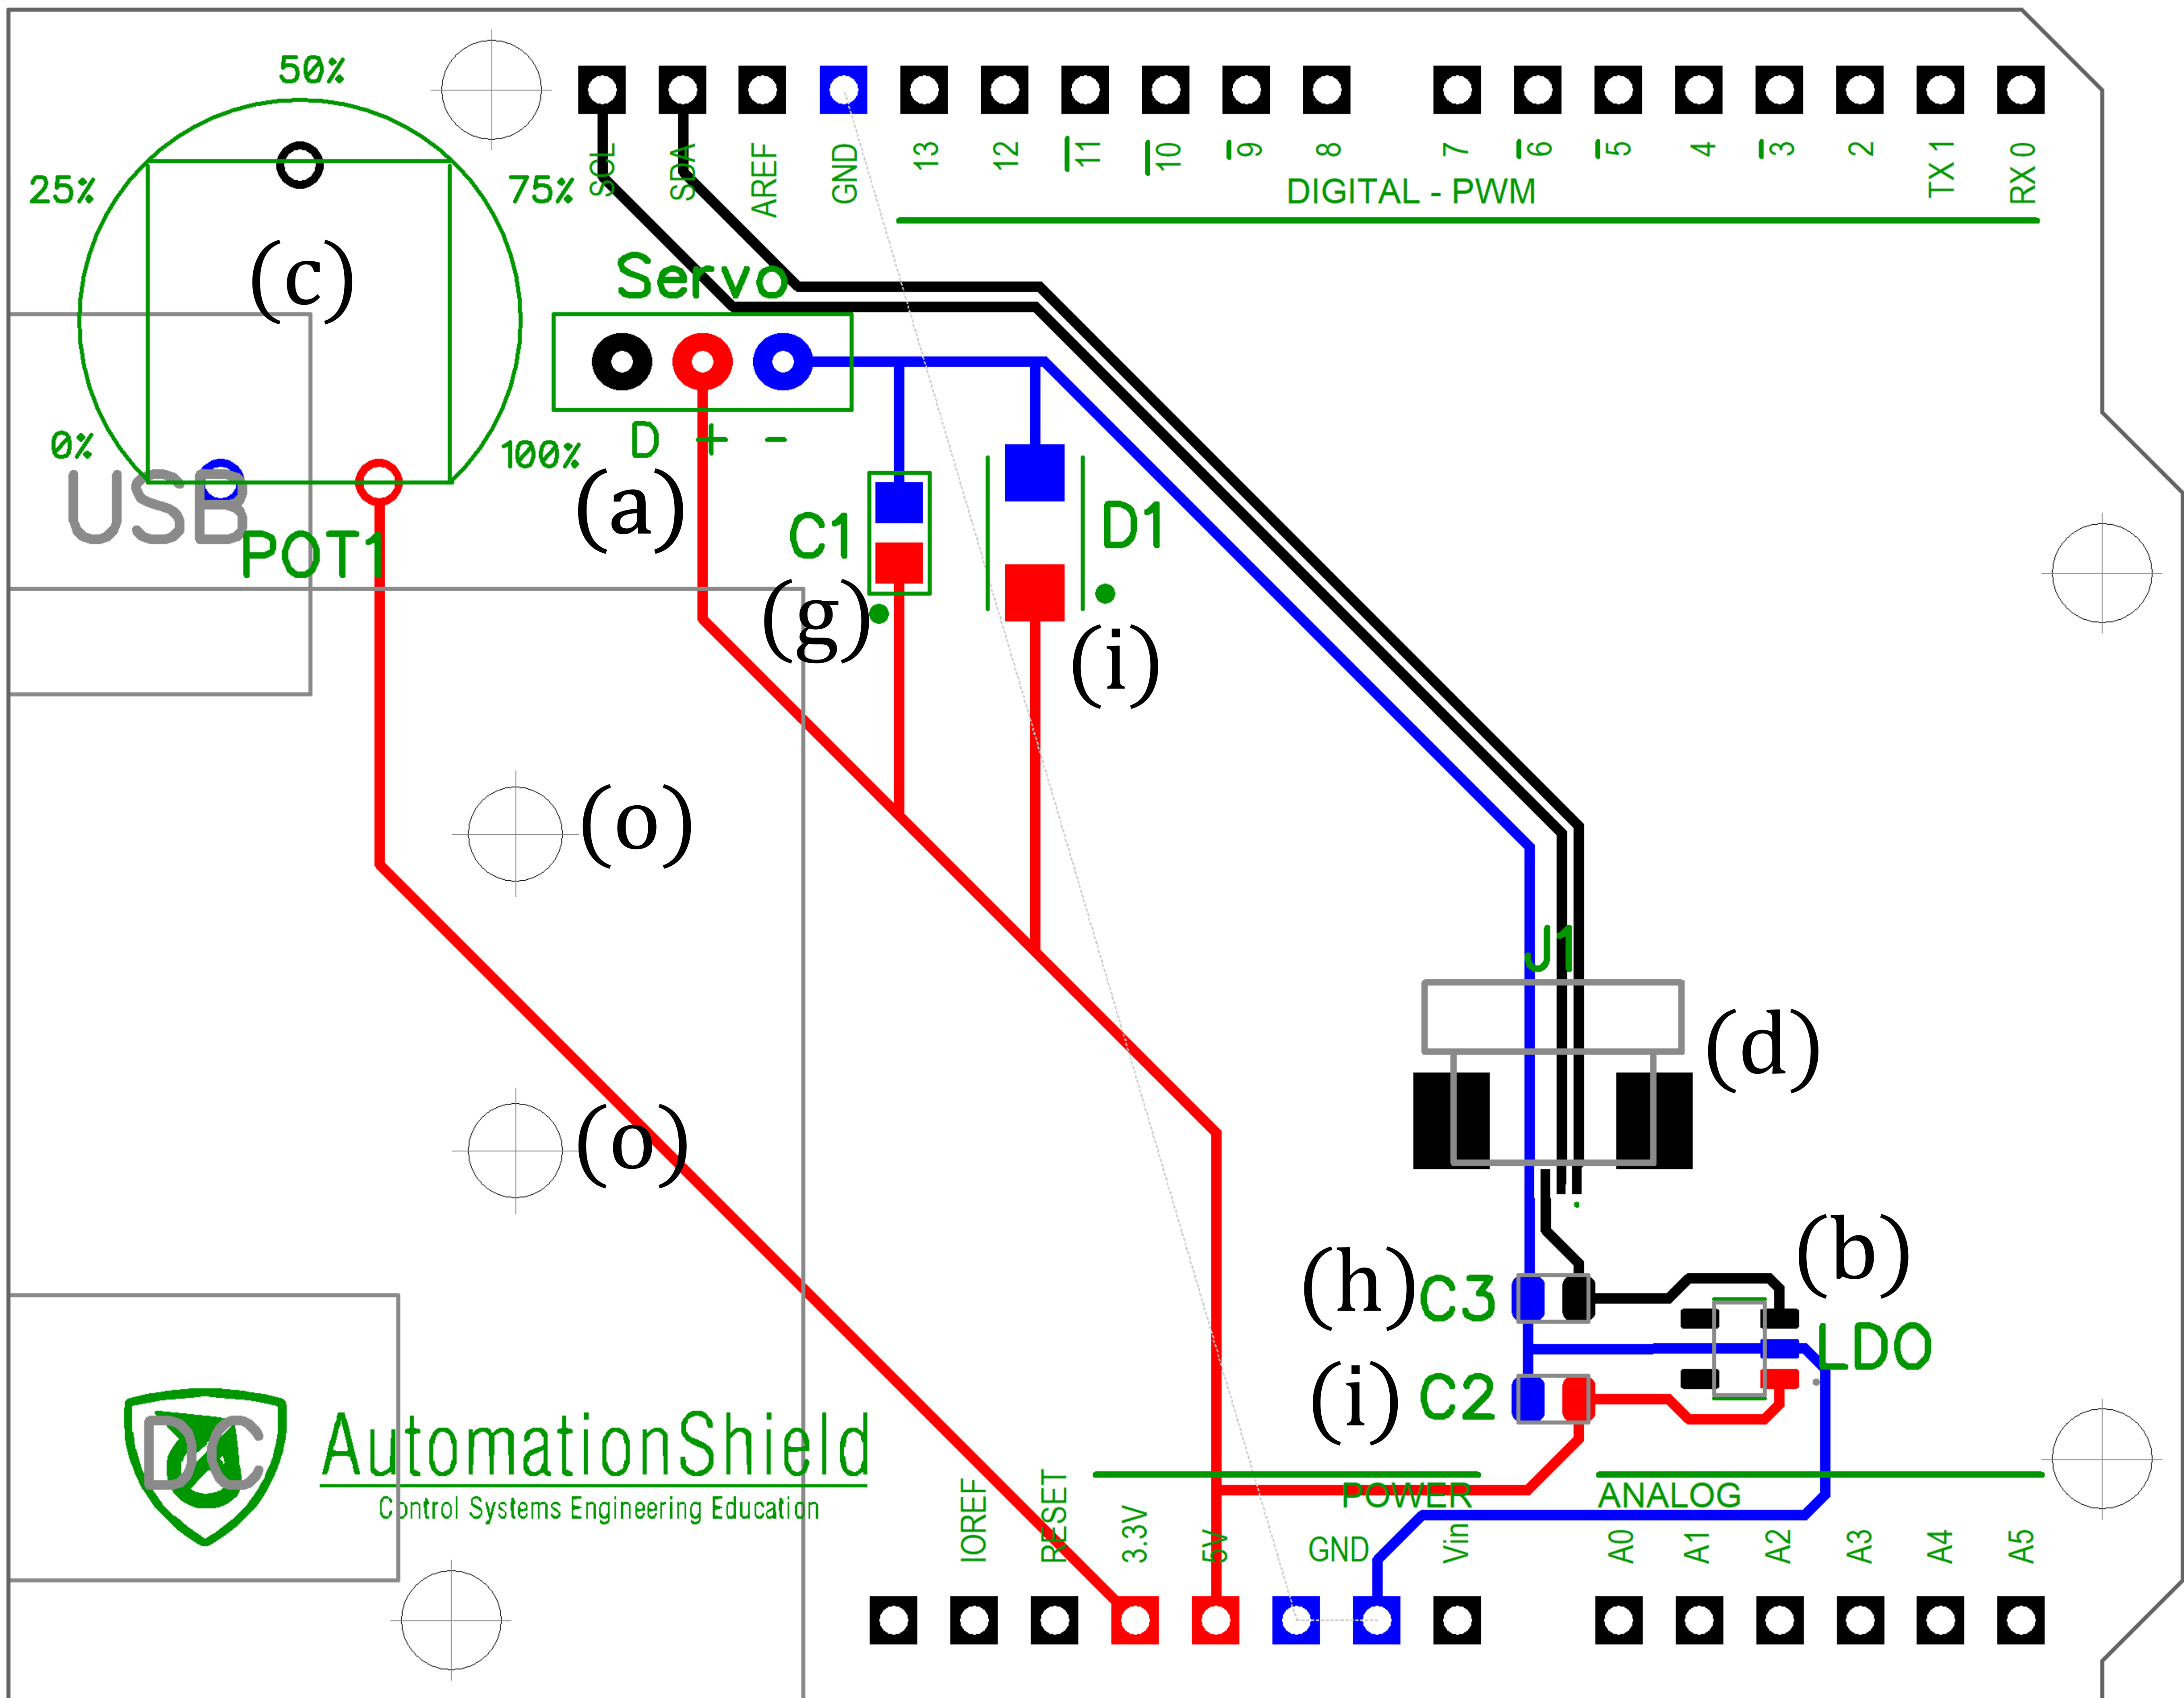 50%
25%
75%
0%
100%
(c)
USB
POT1
SCL
SDA
AREF
GND
13
12
11
10
9
8
7
6
5
4
3
2
TX 1
RX 0
DIGITAL - PWM
Servo
D + -
(a)
C1
(g)
D1
(i)
(o)
(o)
J1
(d)
(h)
C3
(b)
LDO
(i)
C2
DC
AutomationShield
Control Systems Engineering Education
POWER
ANALOG
IOREF
RESET
3.3V
5V
GND
Vin
A0
A1
A2
A3
A4
A5